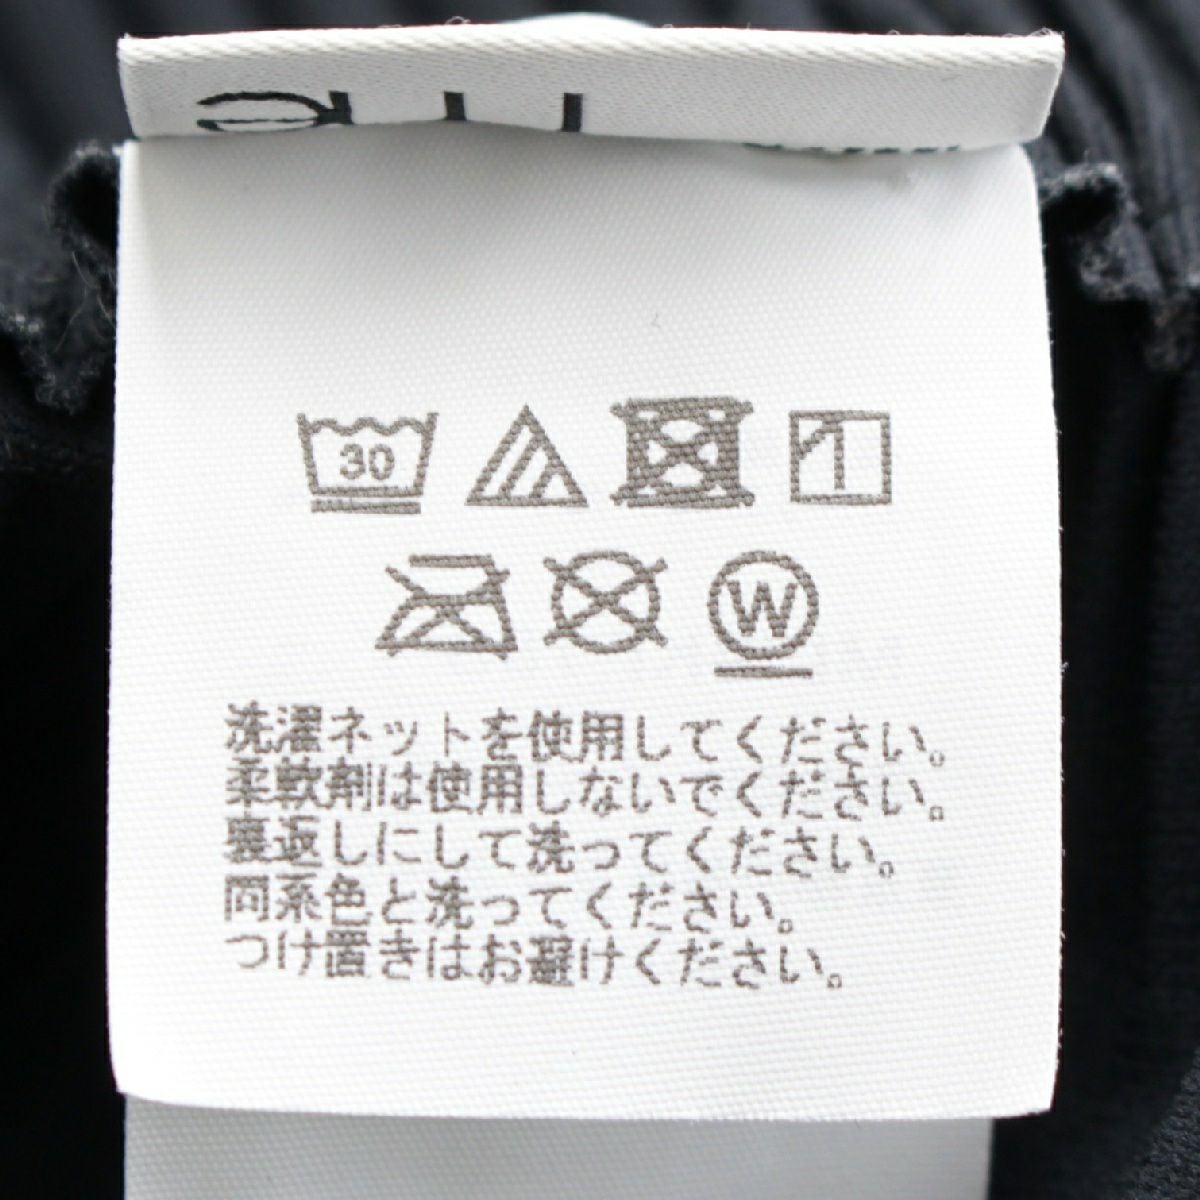 30
W
洗濯ネットを使用してください。
柔軟剤は使用しないでください。
裏返しにして洗ってください。
同系色と洗ってください。
つけ置きはお避けください。